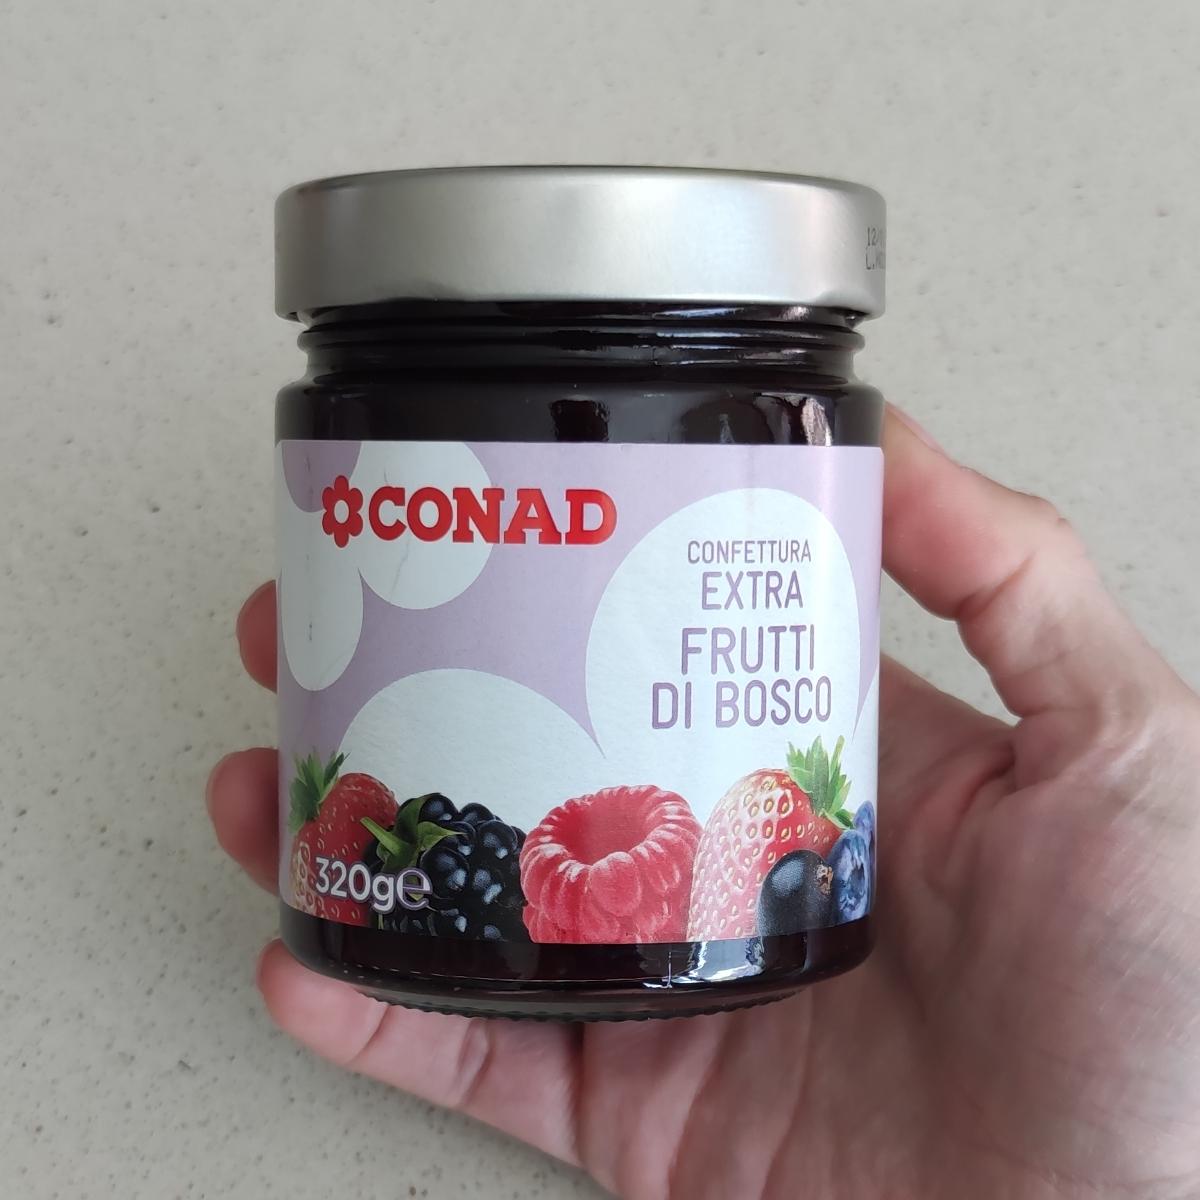 CONAD
CONFETTURA
EXTRA
FRUTTI
DI BOSCO
320g℮